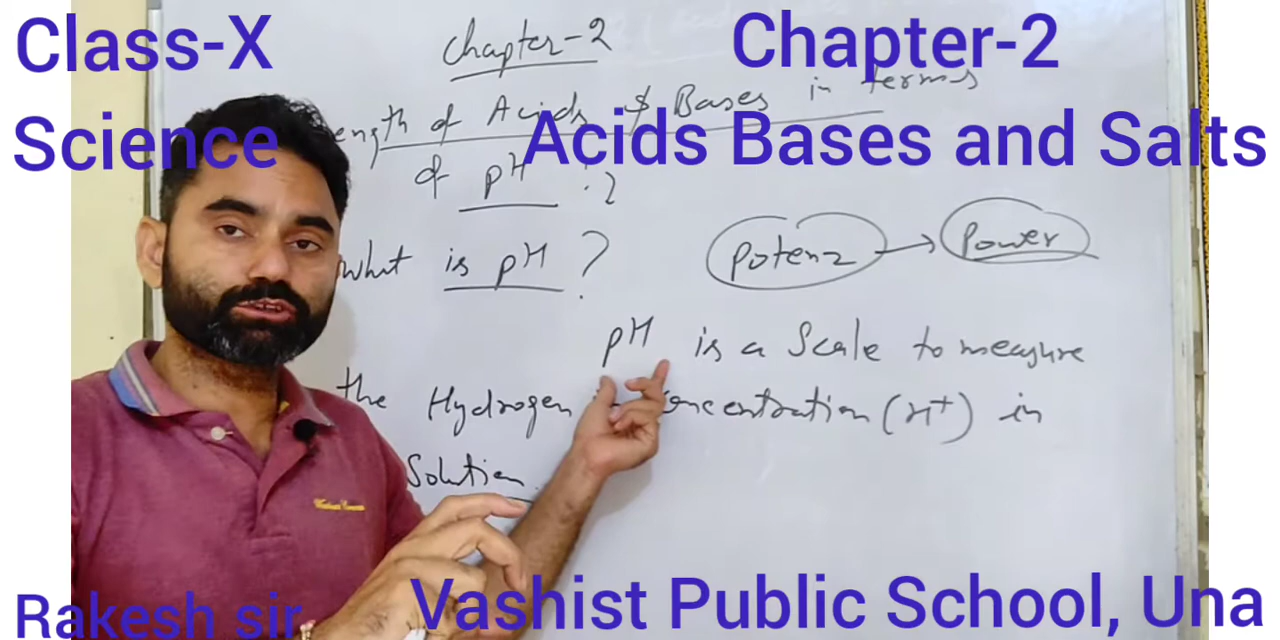 Class-X
Science
Chapter-2
Acids Bases and Salts
Chapter-2
Acids & Bases in terms
of pH :?
what is pH ?
Potenz → Power
pH is a Scale to measure
the Hydrogen concentration (H+) in
Solution.
Rakesh sir
Vashist Public School, Una